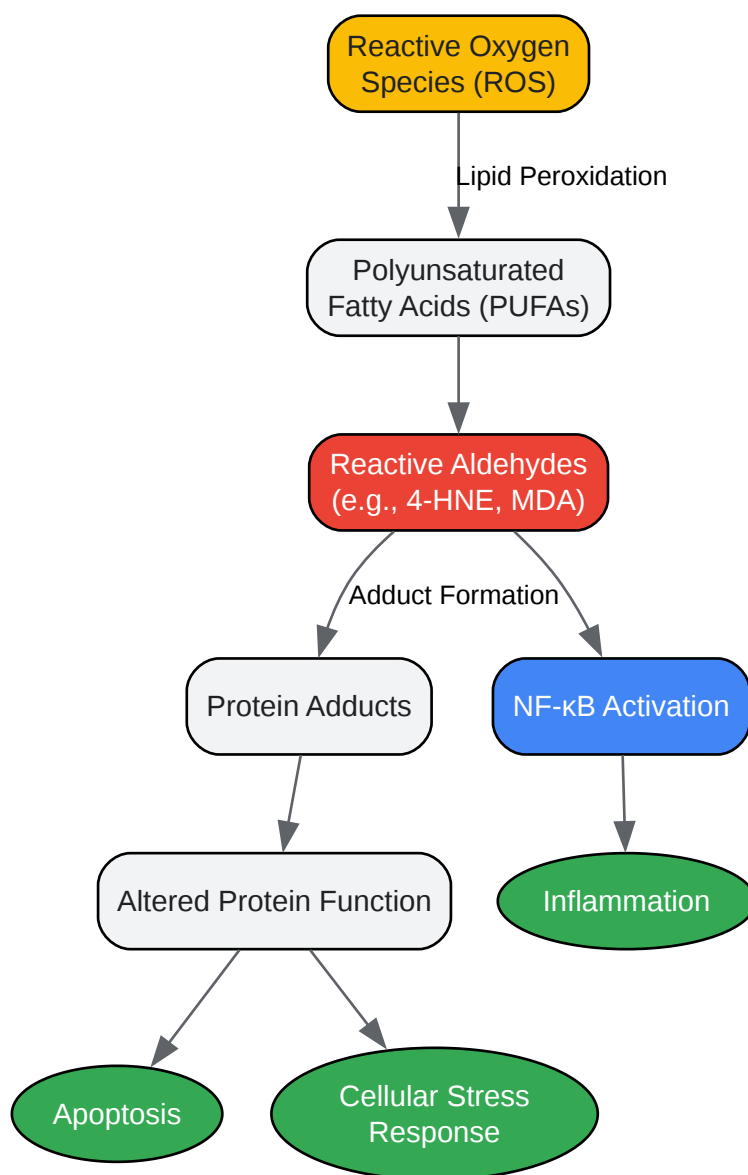 Reactive Oxygen
Species (ROS)
Lipid Peroxidation
Polyunsaturated
Fatty Acids (PUFAs)
Reactive Aldehydes
(e.g., 4-HNE, MDA)
Adduct Formation
Protein Adducts
NF-κB Activation
Altered Protein Function
Inflammation
Apoptosis
Cellular Stress
Response